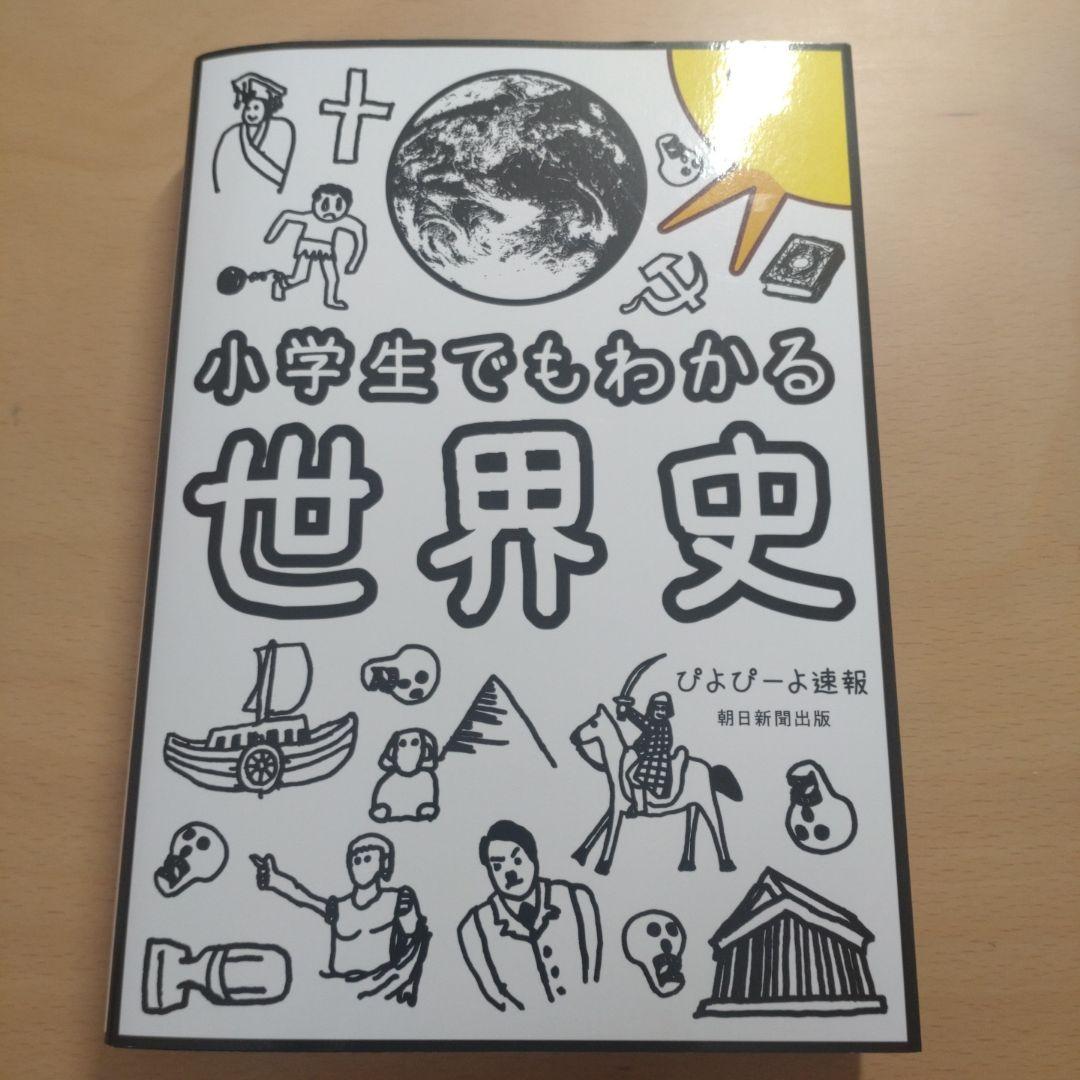 小学生でもわかる
世界史
ぴよぴーよ速報
朝日新聞出版